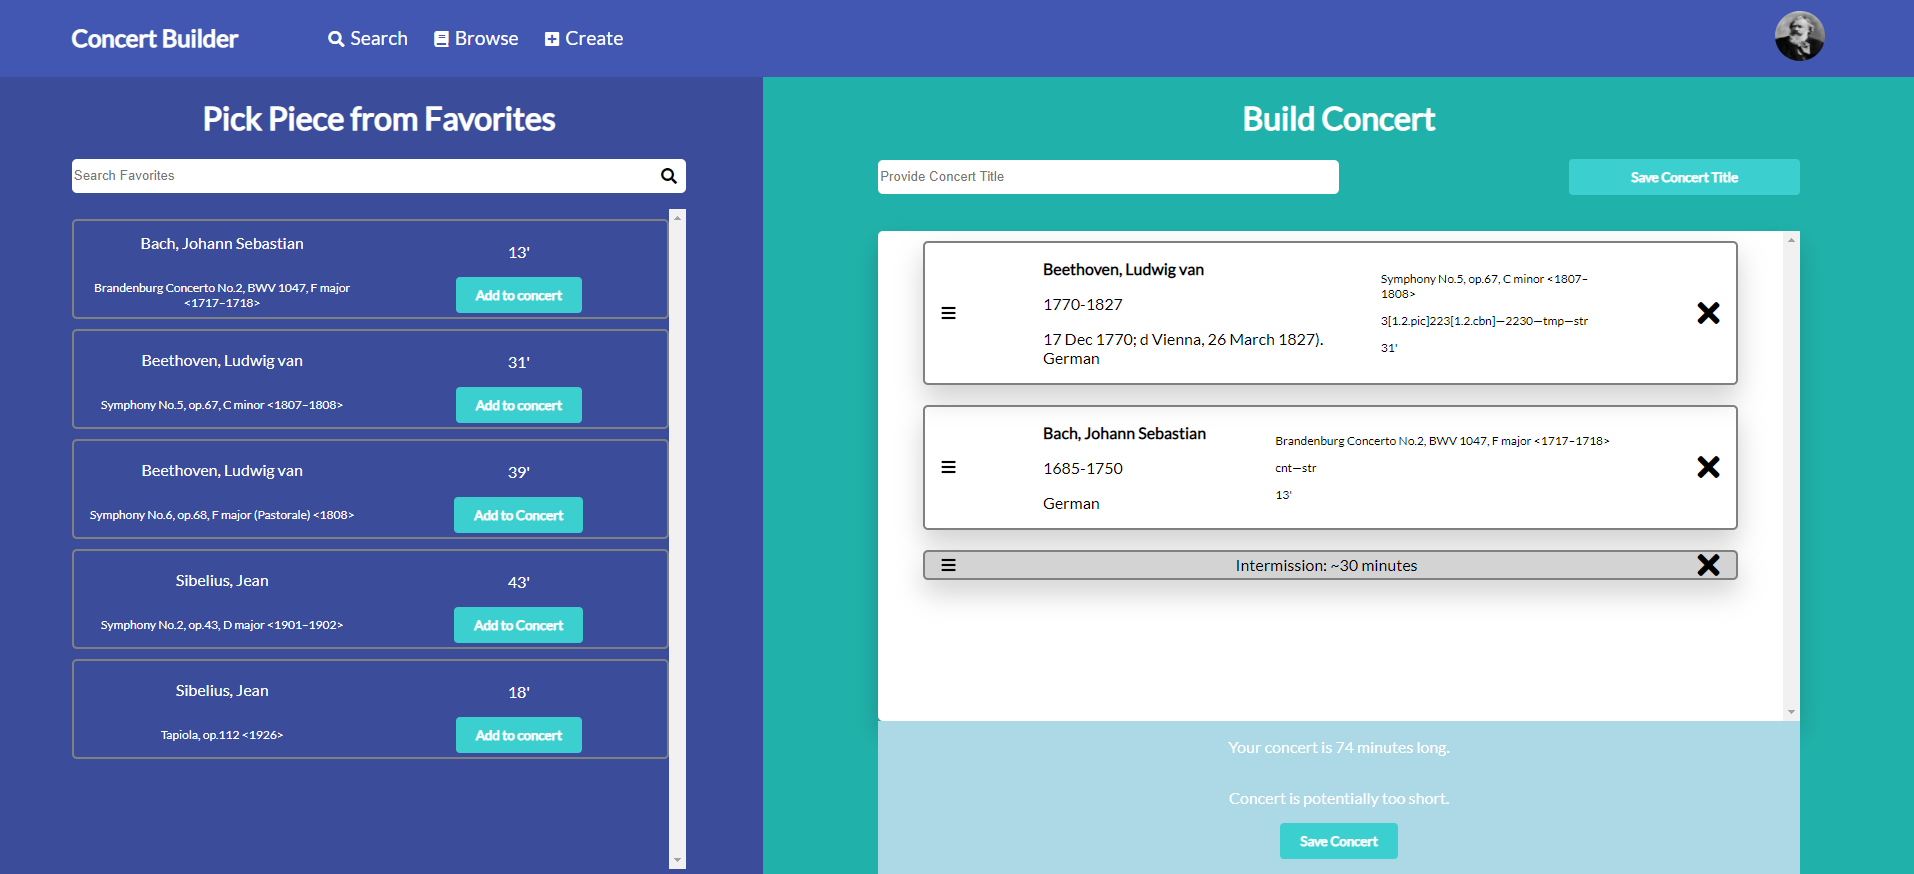 Concert Builder
Search
Browse
Create
Pick Piece from Favorites
Search Favorites
Bach, Johann Sebastian
13'
Brandenburg Concerto No.2, BWV 1047, F major
<1717–1718>
Add to concert
Beethoven, Ludwig van
31'
Symphony No.5, op.67, C minor <1807–1808>
Add to concert
Beethoven, Ludwig van
39'
Symphony No.6, op.68, F major (Pastorale) <1808>
Add to Concert
Sibelius, Jean
43'
Symphony No.2, op.43, D major <1901–1902>
Add to Concert
Sibelius, Jean
18'
Tapiola, op.112 <1926>
Add to concert
Build Concert
Provide Concert Title
Save Concert Title
Beethoven, Ludwig van
1770-1827
17 Dec 1770; d Vienna, 26 March 1827).
German
Symphony No.5, op.67, C minor <1807–
1808>
3[1.2.pic]223[1.2.cbn]—2230—tmp—str
31'
Bach, Johann Sebastian
1685-1750
German
Brandenburg Concerto No.2, BWV 1047, F major <1717–1718>
cnt—str
13'
Intermission: ~30 minutes
Your concert is 74 minutes long.
Concert is potentially too short.
Save Concert